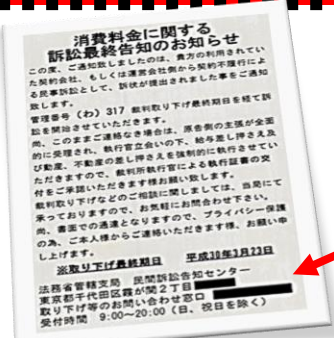 消費料金に関する
訴訟最終告知のお知らせ
この度、ご通知致しましたのは、貴方の利用されてい
た契約会社、もしくは運営会社側から契約不履行によ
る民事訴訟として、訴状が提出されました事をご通知
致します。
管理番号(わ)317 裁判取り下げ最終期日を経て訴
訟を開始させていただきます。
尚、このままご連絡なき場合は、原告側の主張が全面
的に受理され、執行官立会いの下、給与差し押さえ及
び動産、不動産の差し押さえを強制的に執行させてい
ただきますので、裁判所執行官による執行証書の交
付をご承諾いただきます様お願い致します。
裁判取り下げなどのご相談に関しましては、当局にて
承っておりますので、お気軽にお問合わせ下さい。
尚、書面での通達となりますので、プライバシー保護
の為、ご本人様からご連絡いただきます様、お願い申
し上げます。
※取り下げ最終期日 平成30年3月23日
法務省管轄支局 民間訴訟告知センター
東京都千代田区霞が関2丁目
取り下げ等のお問い合わせ窓口
受付時間 9:00~20:00(日、祝日を除く)